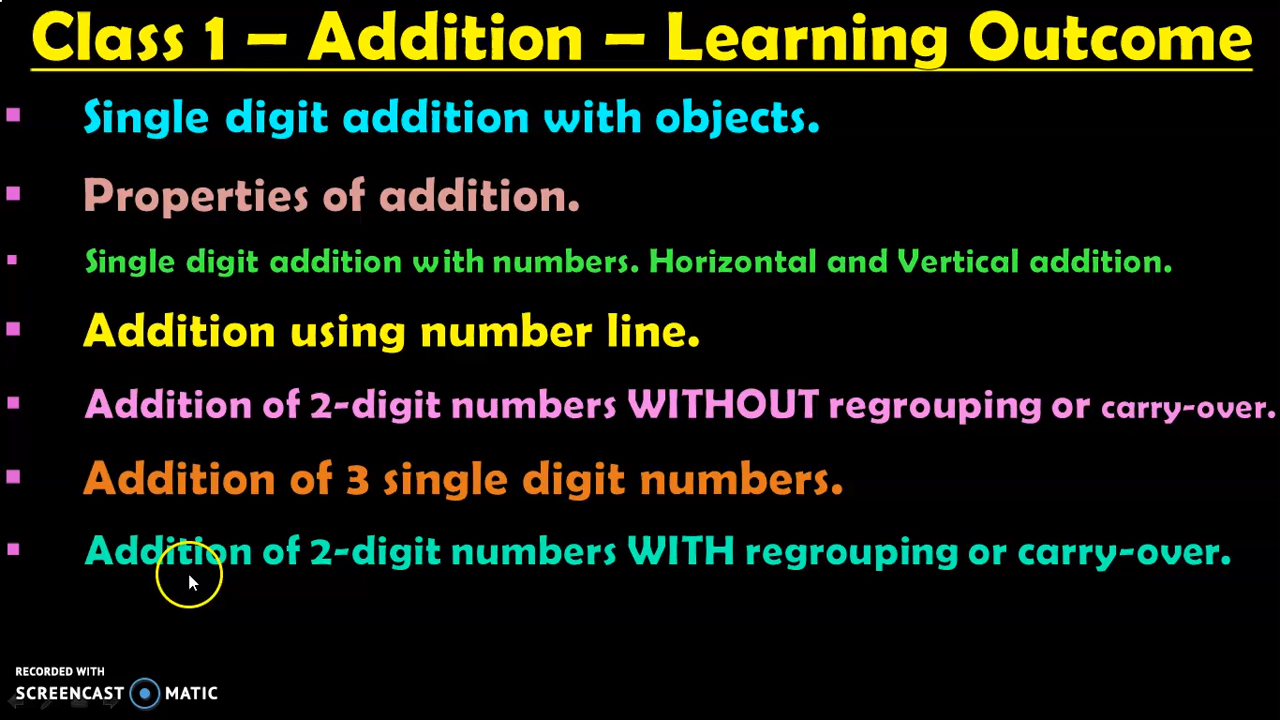 Class 1 – Addition – Learning Outcome
Single digit addition with objects.
Properties of addition.
Single digit addition with numbers. Horizontal and Vertical addition.
Addition using number line.
Addition of 2-digit numbers WITHOUT regrouping or carry-over.
Addition of 3 single digit numbers.
Addition of 2-digit numbers WITH regrouping or carry-over.
RECORDED WITH
SCREENCAST MATIC